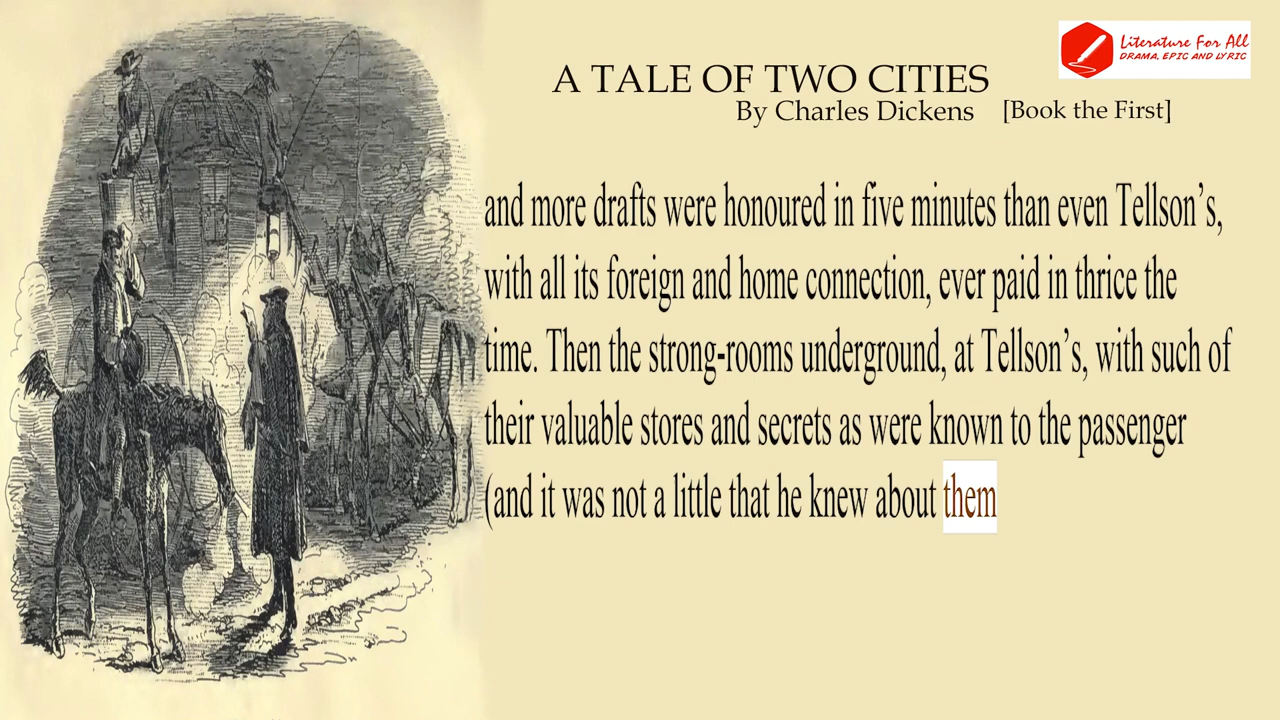 Literature For All
DRAMA, EPIC AND LYRIC
A TALE OF TWO CITIES
By Charles Dickens [Book the First]
and more drafts were honoured in five minutes than even Tellson’s,
with all its foreign and home connection, ever paid in thrice the
time. Then the strong-rooms underground, at Tellson’s, with such of
their valuable stores and secrets as were known to the passenger
(and it was not a little that he knew about them